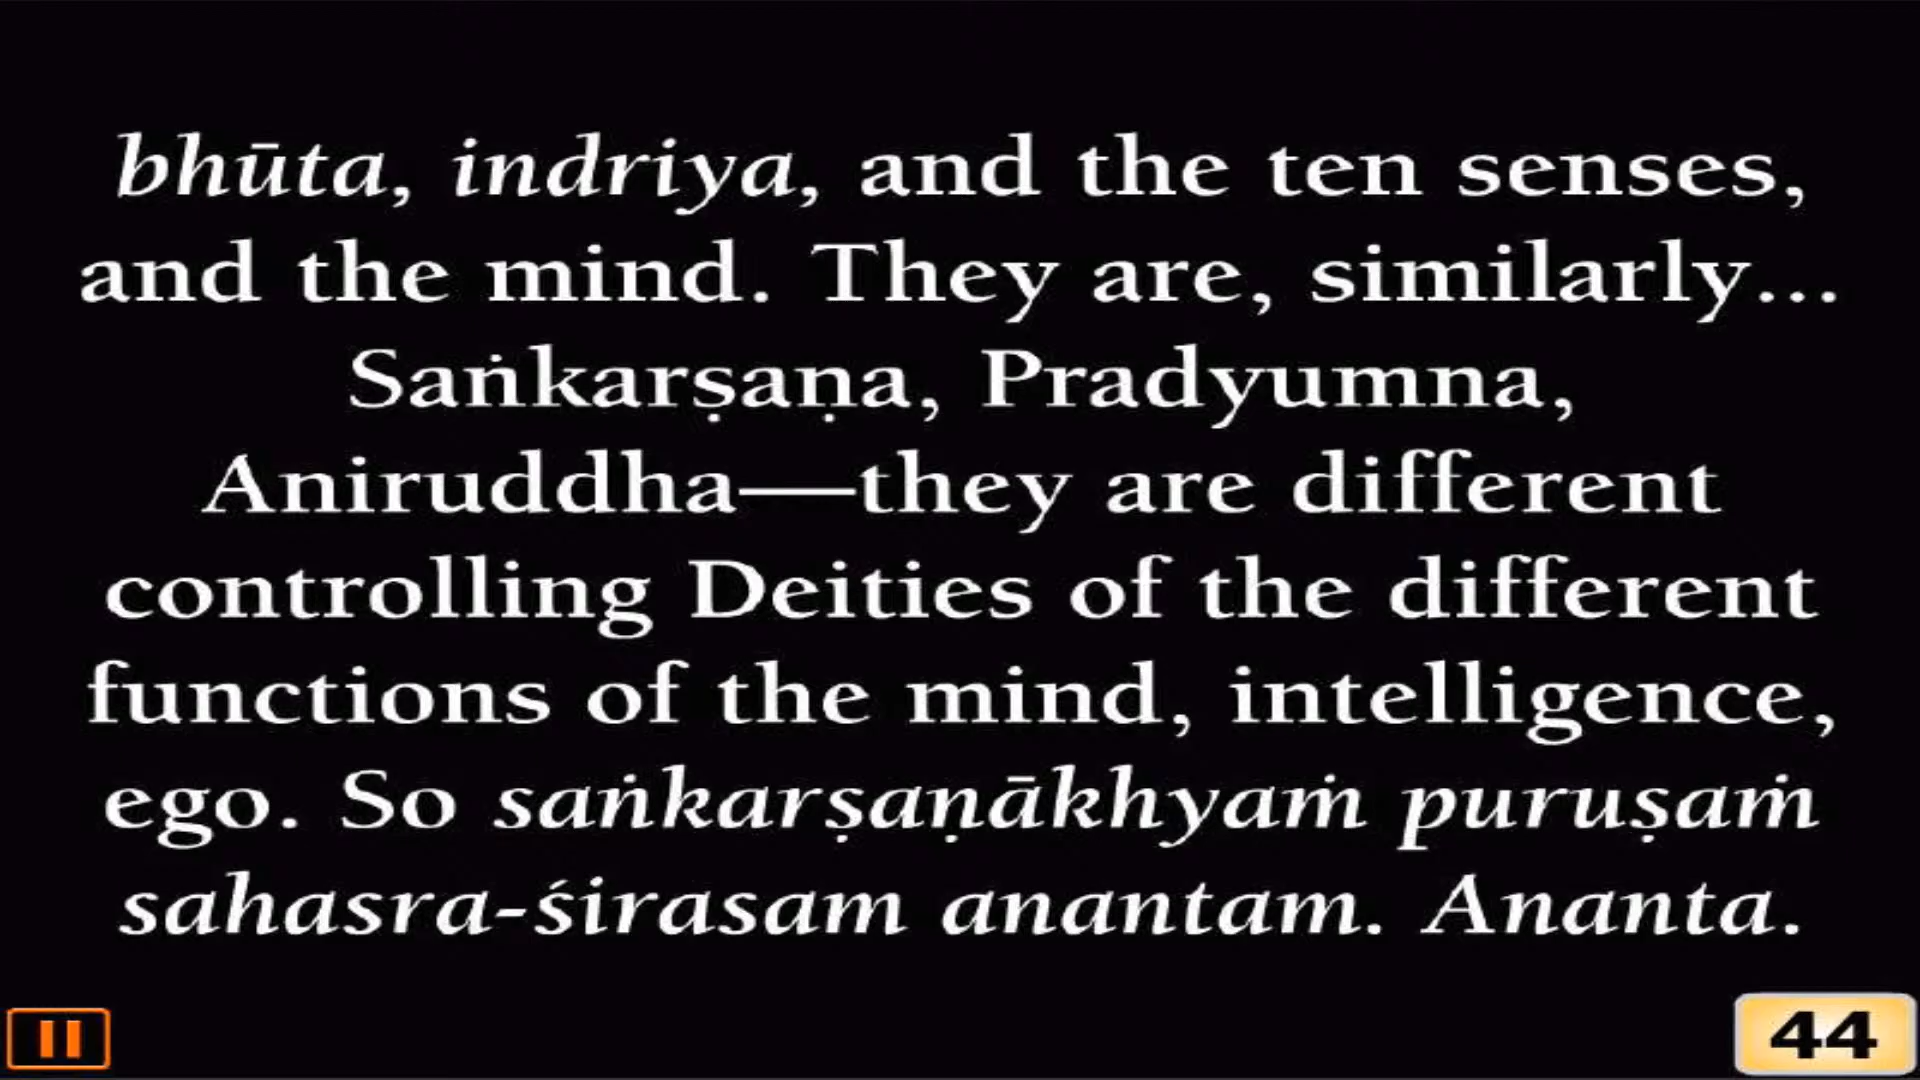 bhūta, indriya, and the ten senses,
and the mind. They are, similarly...
Saṅkarṣaṇa, Pradyumna,
Aniruddha—they are different
controlling Deities of the different
functions of the mind, intelligence,
ego. So saṅkarṣaṇākhyaṁ puruṣaṁ
sahasra-śirasam anantam. Ananta.
44